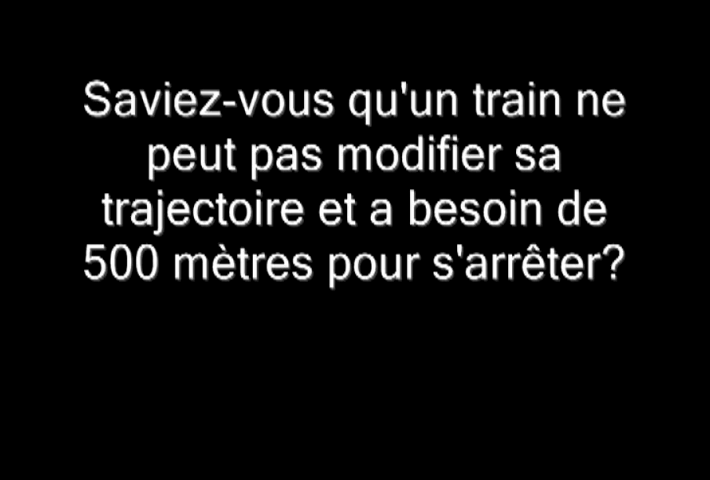 Saviez-vous qu'un train ne
peut pas modifier sa
trajectoire et a besoin de
500 mètres pour s'arrêter?